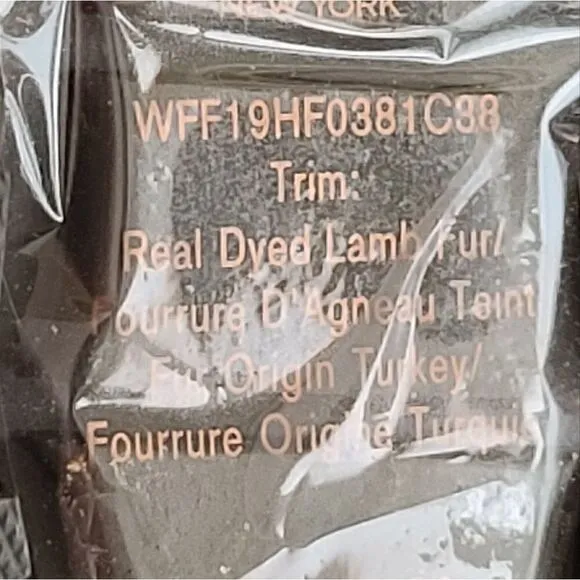 NEW YORK
WFF19HF0381C38
Trim:
Real Dyed Lamb Fur/
Fourrure D'Agneau Teint
Fur Origin Turkey/
Fourrure Origine Turquie